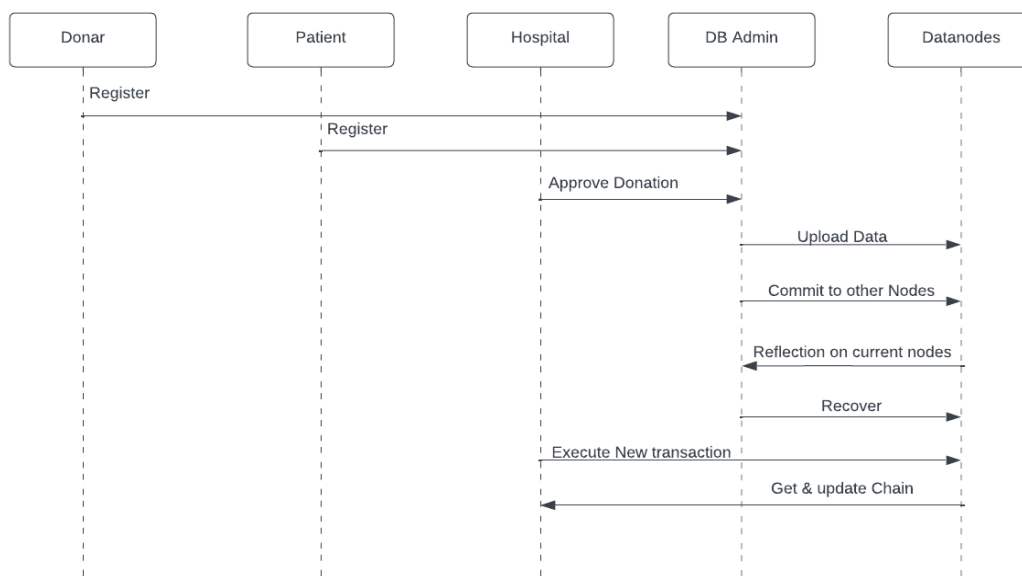 Donar
Patient
Hospital
DB Admin
Datanodes
Register
Register
Approve Donation
Upload Data
Commit to other Nodes
Reflection on current nodes
Recover
Execute New transaction
Get & update Chain